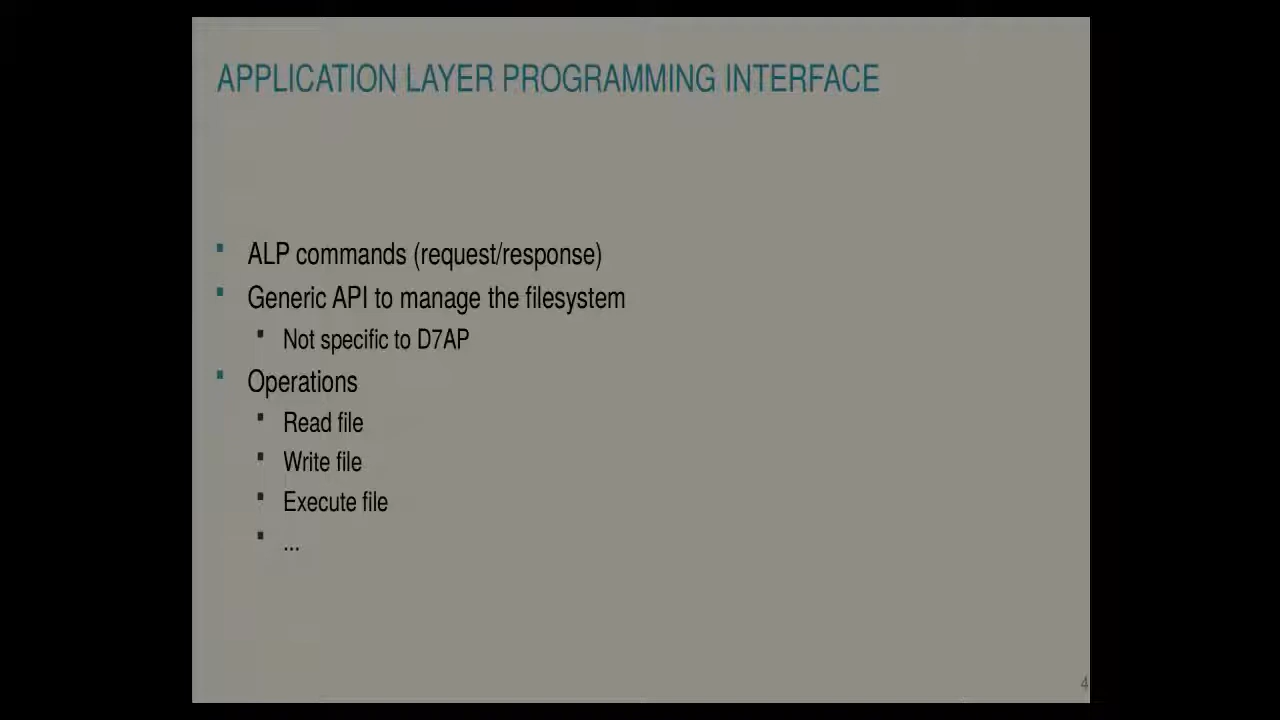 APPLICATION LAYER PROGRAMMING INTERFACE
ALP commands (request/response)
Generic API to manage the filesystem
Not specific to D7AP
Operations
Read file
Write file
Execute file
...
4